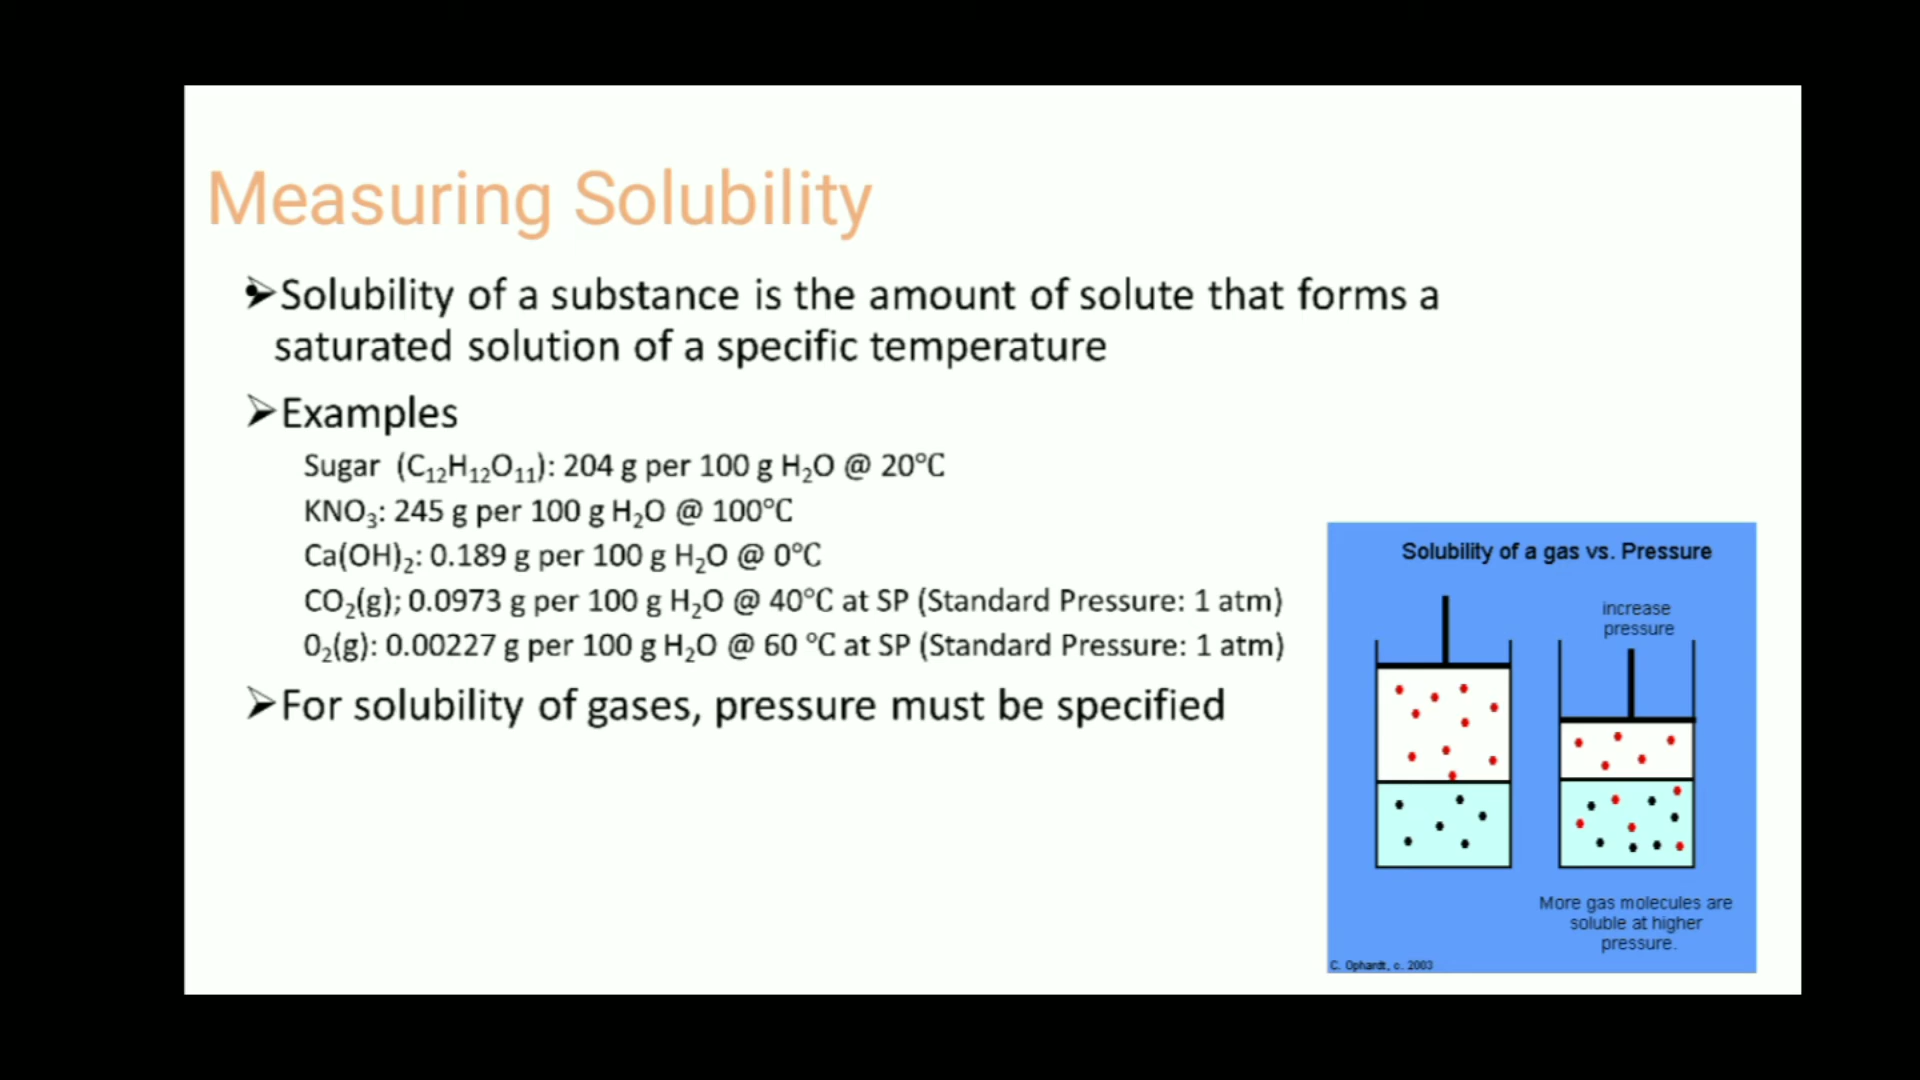 Measuring Solubility
➢Solubility of a substance is the amount of solute that forms a
saturated solution of a specific temperature
➢Examples
Sugar (C₁₂H₁₂O₁₁): 204 g per 100 g H₂O @ 20°C
KNO₃: 245 g per 100 g H₂O @ 100°C
Ca(OH)₂: 0.189 g per 100 g H₂O @ 0°C
CO₂(g); 0.0973 g per 100 g H₂O @ 40°C at SP (Standard Pressure: 1 atm)
0₂(g): 0.00227 g per 100 g H₂O @ 60 °C at SP (Standard Pressure: 1 atm)
➢For solubility of gases, pressure must be specified
Solubility of a gas vs. Pressure
increase
pressure
More gas molecules are
soluble at higher
pressure.
C. Ophardt, c. 2003